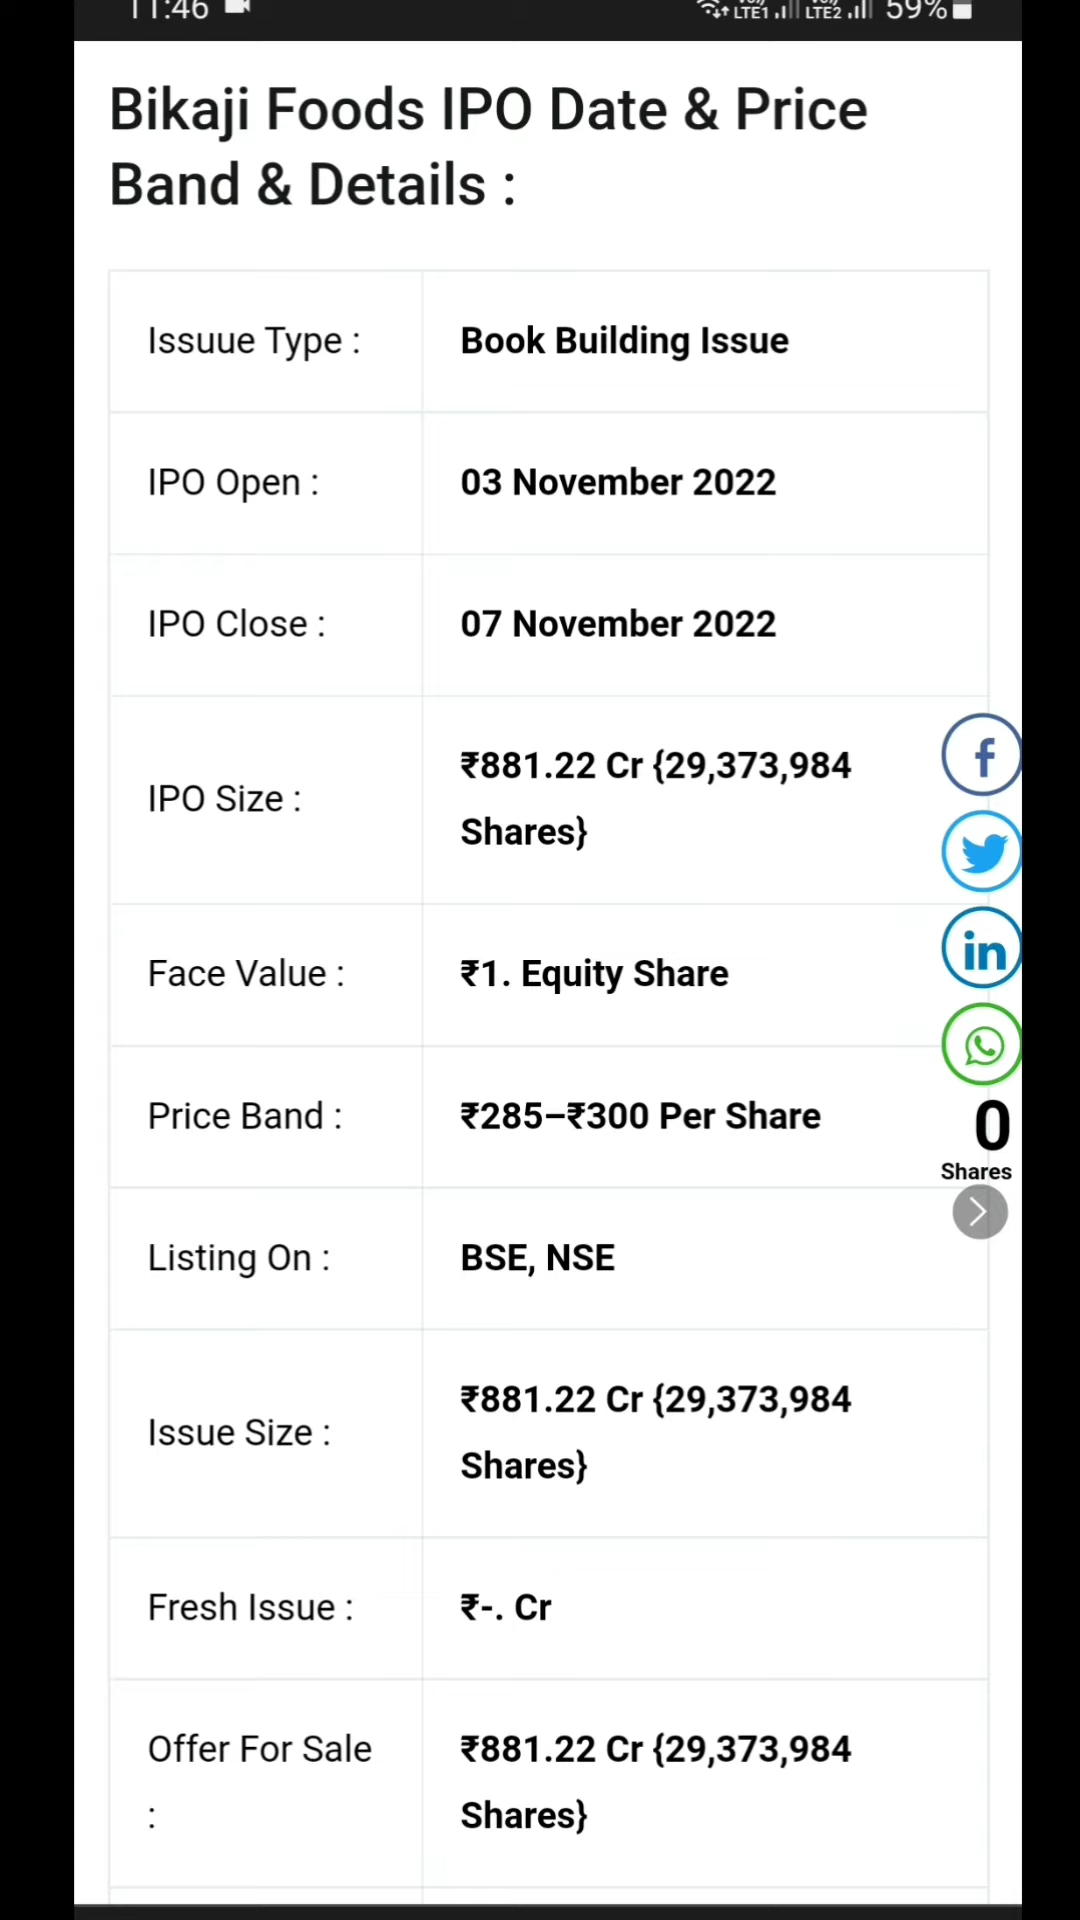 11:46 LTE1 LTE2 59%
Bikaji Foods IPO Date & Price
Band & Details :
Issuue Type : Book Building Issue
IPO Open : 03 November 2022
IPO Close : 07 November 2022
IPO Size : ₹881.22 Cr {29,373,984
Shares}
Face Value : ₹1. Equity Share
Price Band : ₹285–₹300 Per Share
0
Shares
Listing On : BSE, NSE
Issue Size : ₹881.22 Cr {29,373,984
Shares}
Fresh Issue : ₹-. Cr
Offer For Sale
: ₹881.22 Cr {29,373,984
Shares}